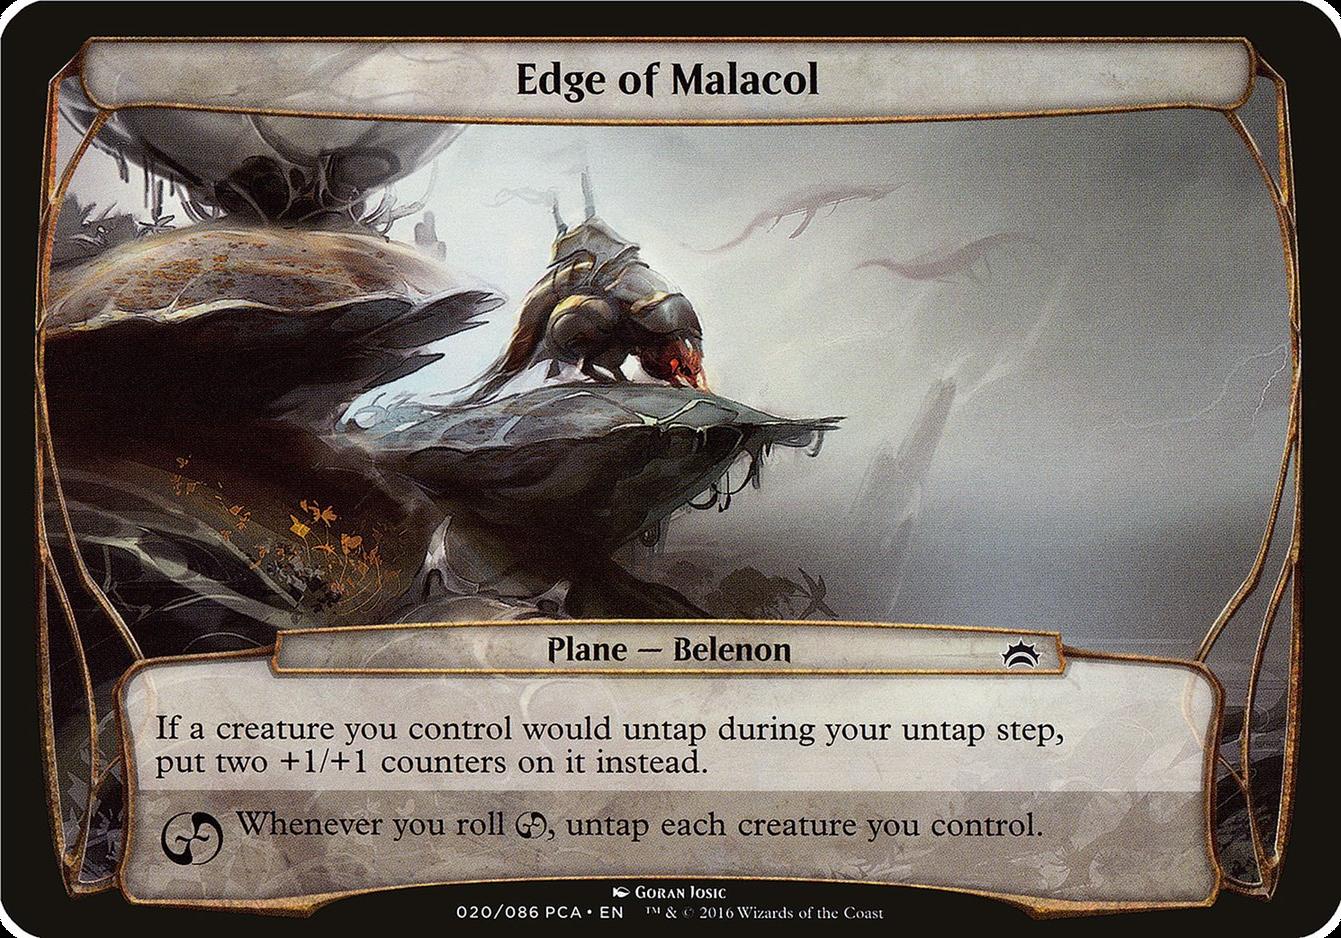 Edge of Malacol
Plane — Belenon
If a creature you control would untap during your untap step,
put two +1/+1 counters on it instead.
Whenever you roll , untap each creature you control.
Goran Josic
020/086 PCA • EN ™ & © 2016 Wizards of the Coast